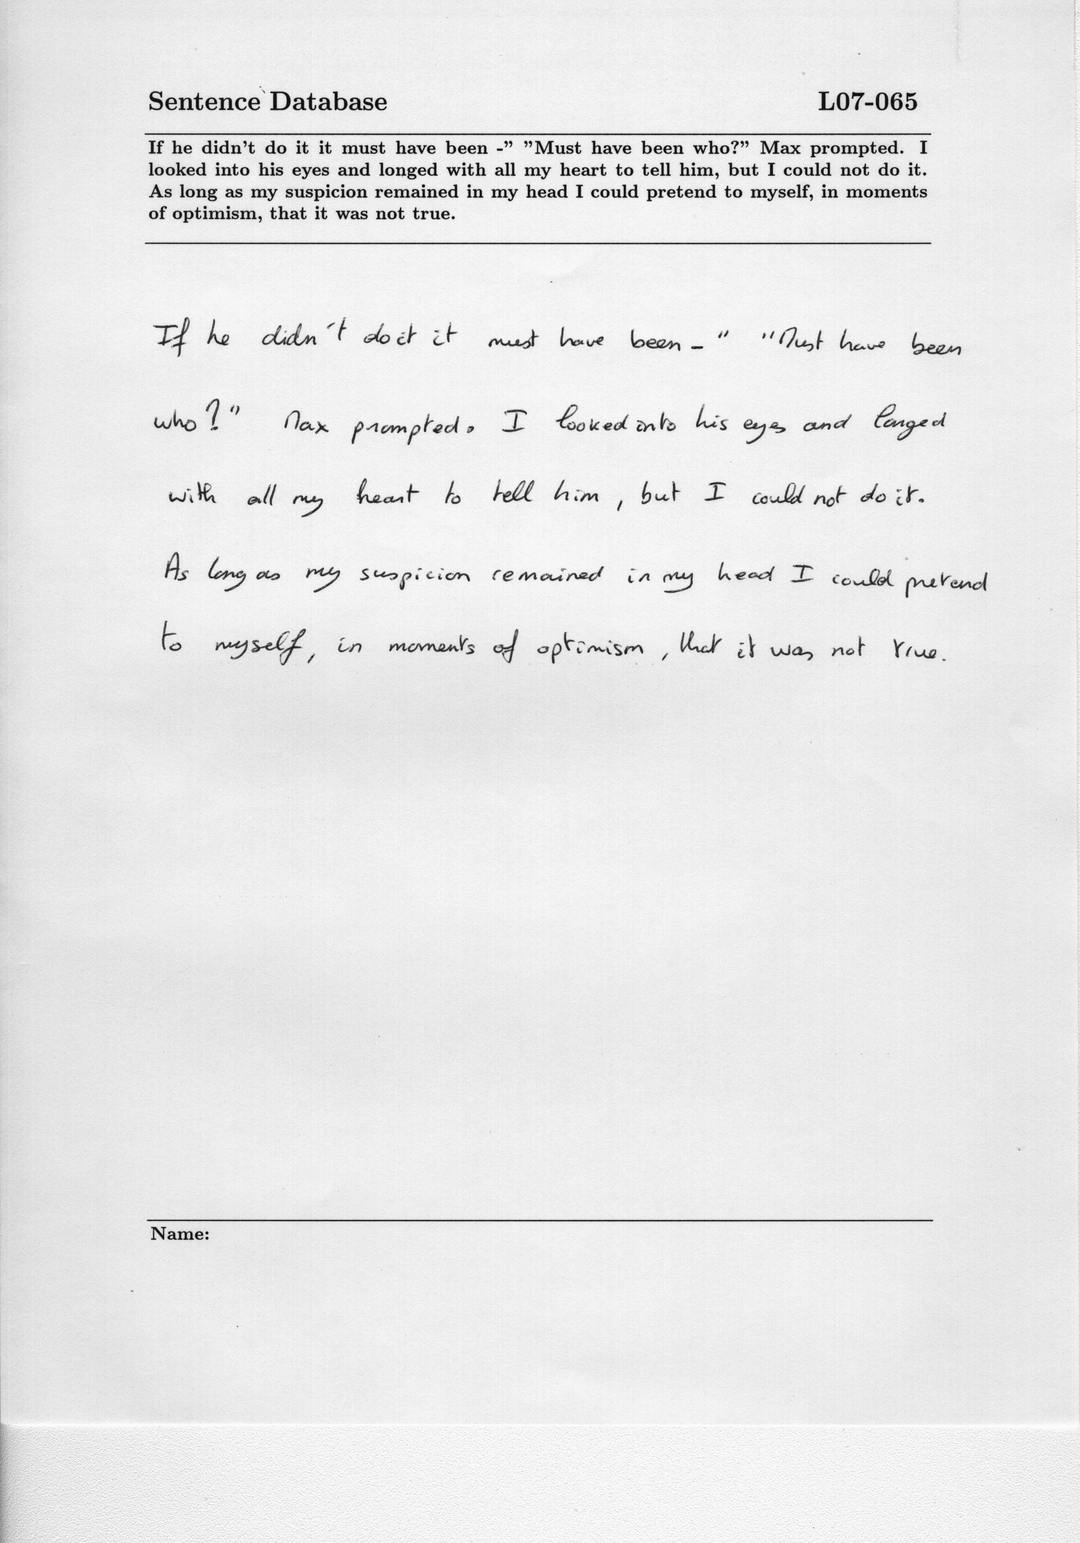 Sentence Database L07-065
If he didn't do it it must have been -" "Must have been who?" Max prompted. I
looked into his eyes and longed with all my heart to tell him, but I could not do it.
As long as my suspicion remained in my head I could pretend to myself, in moments
of optimism, that it was not true.
If he didn't do it it must have been - " "Must have been
who?" Max prompted. I looked into his eyes and longed
with all my heart to tell him, but I could not do it.
As long as my suspicion remained in my head I could pretend
to myself, in moments of optimism, that it was not true.
Name: